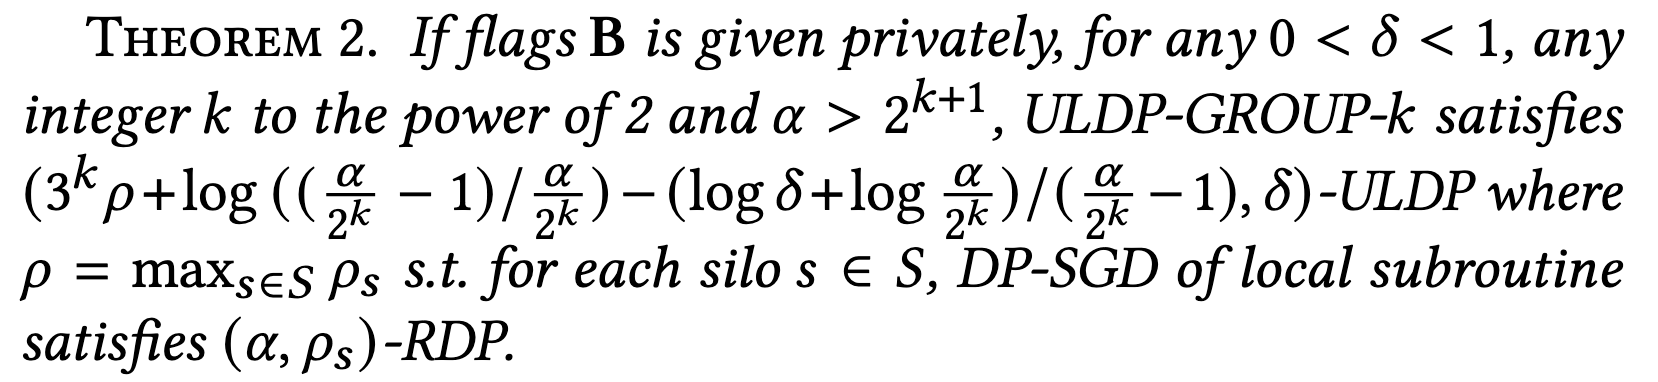 THEOREM 2. If flags B is given privately, for any 0 < δ < 1, any
integer k to the power of 2 and α > 2^{k+1}, ULDP-GROUP-k satisfies
(3^k ρ+log ((α/2^k − 1)/α/2^k) − (log δ+log α/2^k)/(α/2^k − 1), δ)-ULDP where
ρ = max_{s∈S} ρ_s s.t. for each silo s ∈ S, DP-SGD of local subroutine
satisfies (α, ρ_s)-RDP.